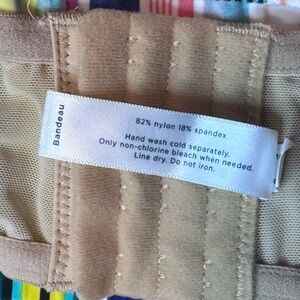 Bandeau
82% nylon 18% spandex
Hand wash cold separately.
Only non-chlorine bleach when needed.
Line dry. Do not iron.